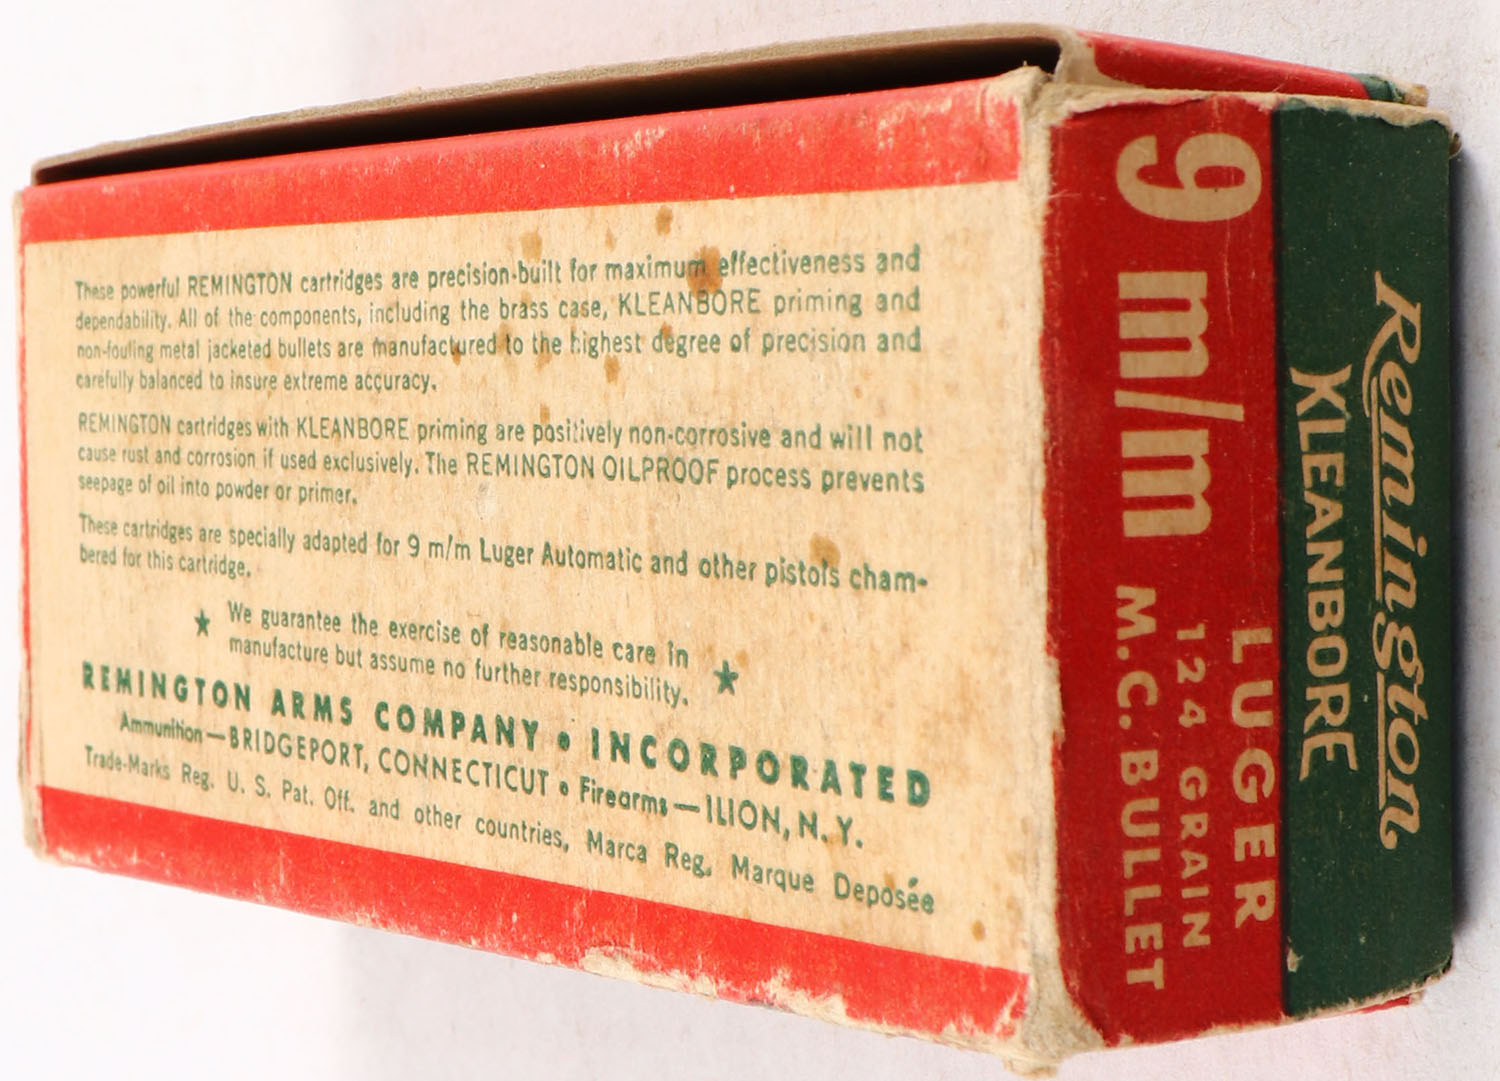 These powerful REMINGTON cartridges are precision-built for maximum effectiveness and
dependability. All of the components, including the brass case, KLEANBORE priming and
non-fouling metal jacketed bullets are manufactured to the highest degree of precision and
carefully balanced to insure extreme accuracy.
REMINGTON cartridges with KLEANBORE priming are positively non-corrosive and will not
cause rust and corrosion if used exclusively. The REMINGTON OILPROOF process prevents
seepage of oil into powder or primer.
These cartridges are specially adapted for 9 m/m Luger Automatic and other pistols cham-
bered for this cartridge.
★ We guarantee the exercise of reasonable care in
manufacture but assume no further responsibility. ★
REMINGTON ARMS COMPANY • INCORPORATED
Ammunition—BRIDGEPORT, CONNECTICUT • Firearms—ILION, N.Y.
Trade-Marks Reg. U. S. Pat. Off. and other countries, Marca Reg. Marque Deposée
Remington
KLEANBORE
9 m/m
LUGER
124 GRAIN
M.C. BULLET